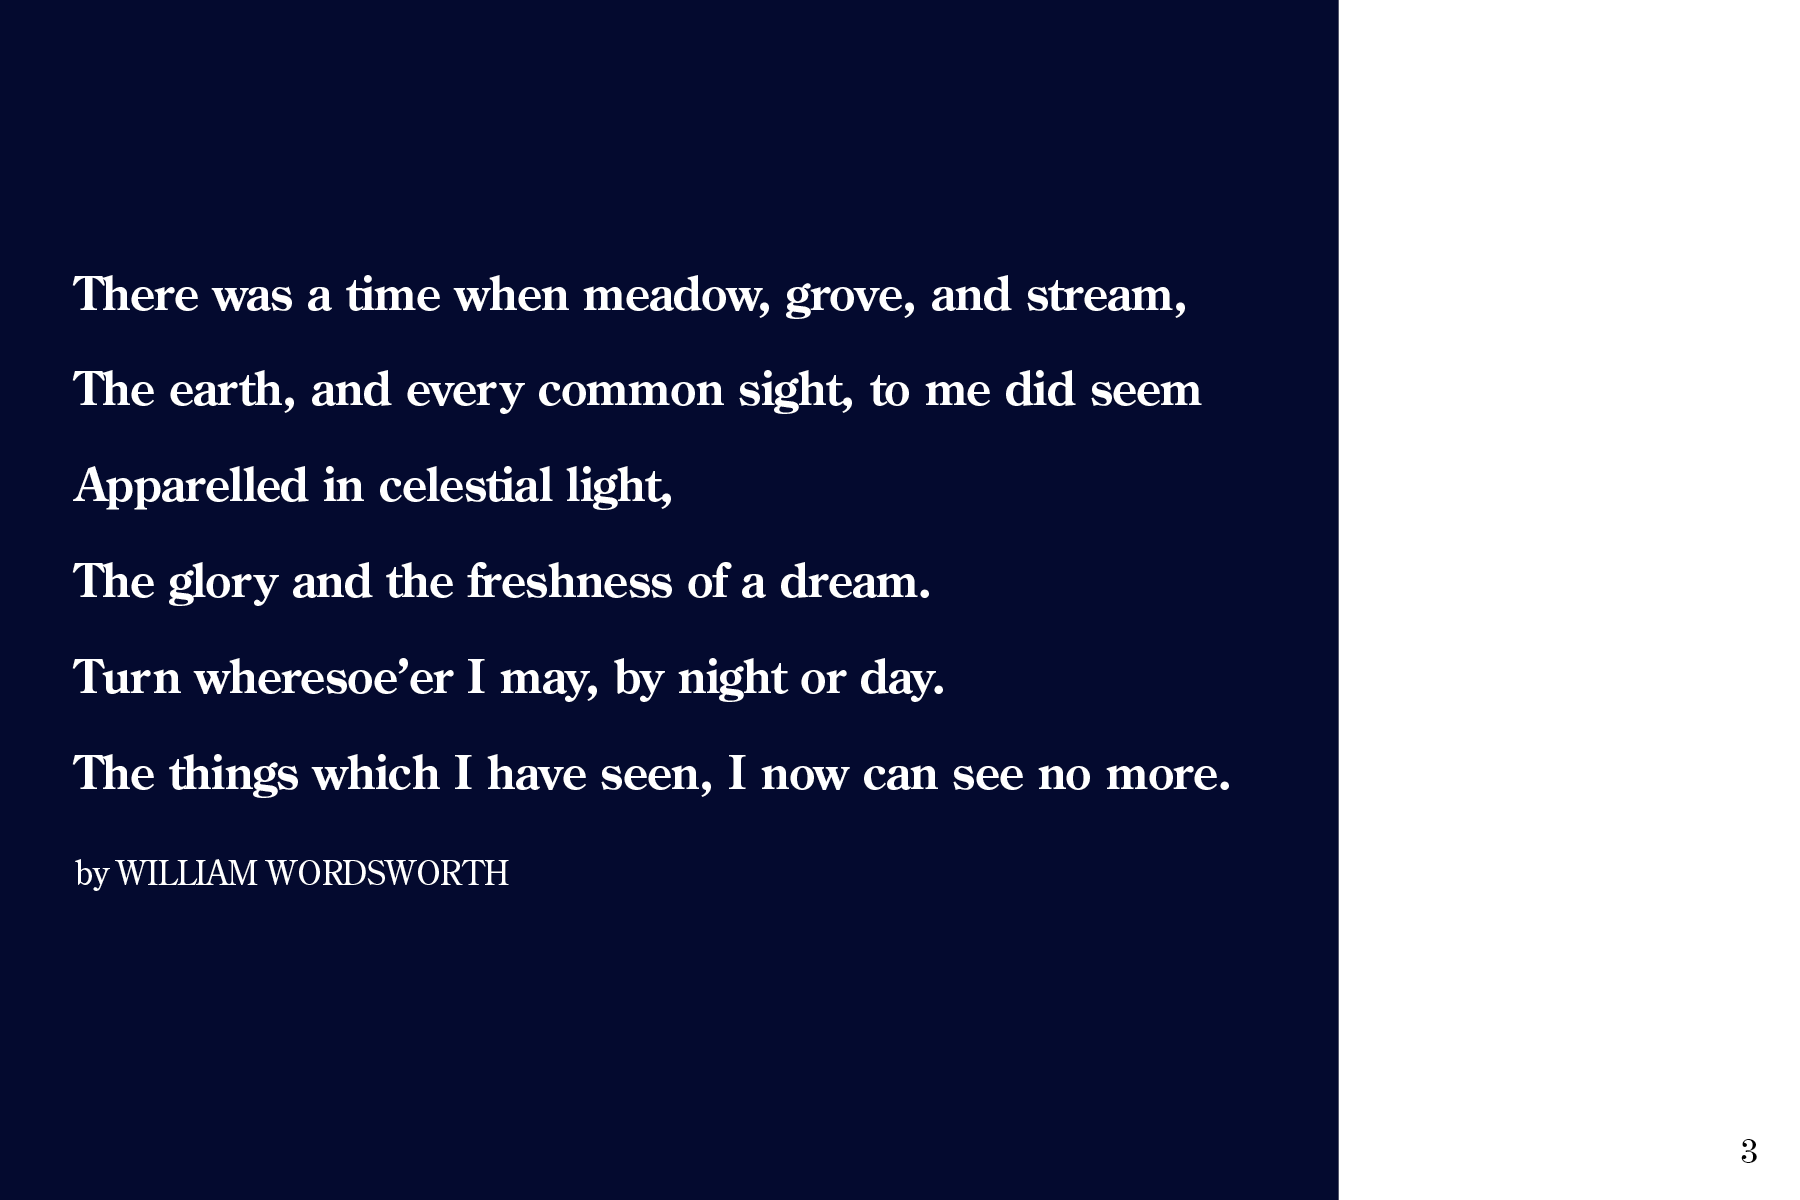 There was a time when meadow, grove, and stream,
The earth, and every common sight, to me did seem
Apparelled in celestial light,
The glory and the freshness of a dream.
Turn wheresoe’er I may, by night or day.
The things which I have seen, I now can see no more.
by WILLIAM WORDSWORTH
3